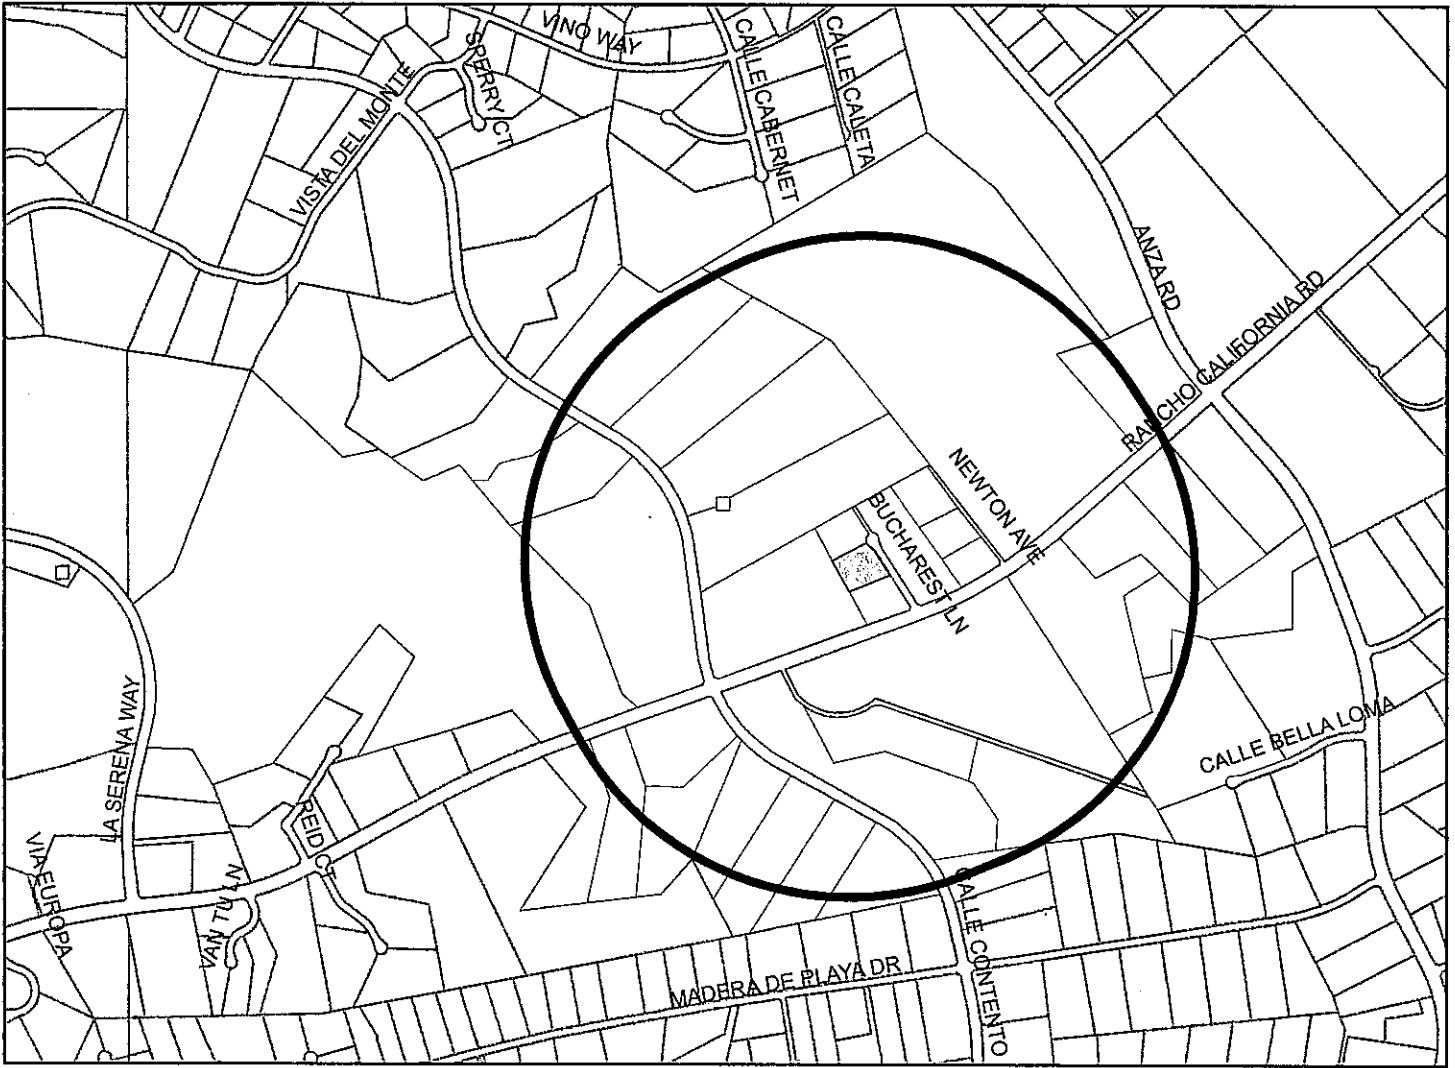 VINO WAY
SPERRY CT
CALLE CABERNET
CALLE CALETA
VISTA DEL MONTE
ANZA RD
RANCHO CALIFORNIA RD
NEWTON AVE
BUCHAREST LN
LA SERENA WAY
CALLE BELLA LOMA
REID CT
VIA EUROPA
VAN TU LN
CALLE CONTENTO
MADERA DE PLAYA DR